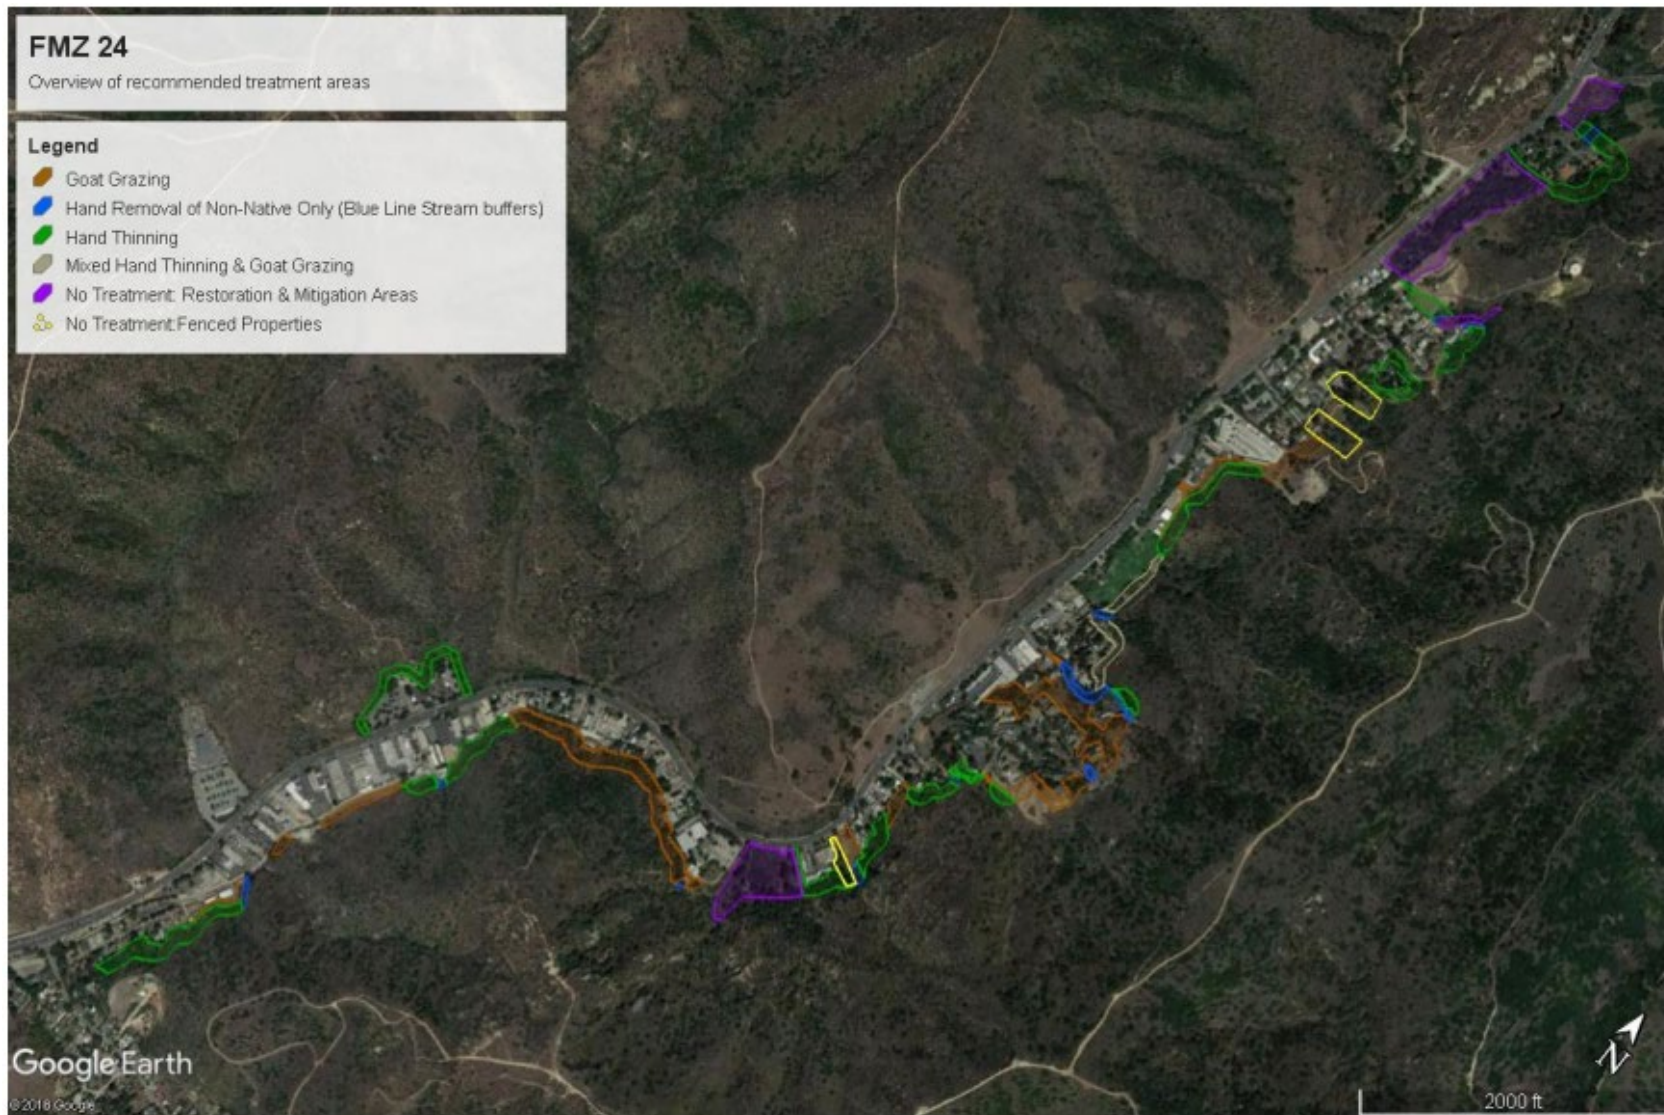 FMZ 24
Overview of recommended treatment areas
Legend
Goat Grazing
Hand Removal of Non-Native Only (Blue Line Stream buffers)
Hand Thinning
Mixed Hand Thinning & Goat Grazing
No Treatment: Restoration & Mitigation Areas
No Treatment:Fenced Properties
Google Earth
© 2018 Google
N
2000 ft